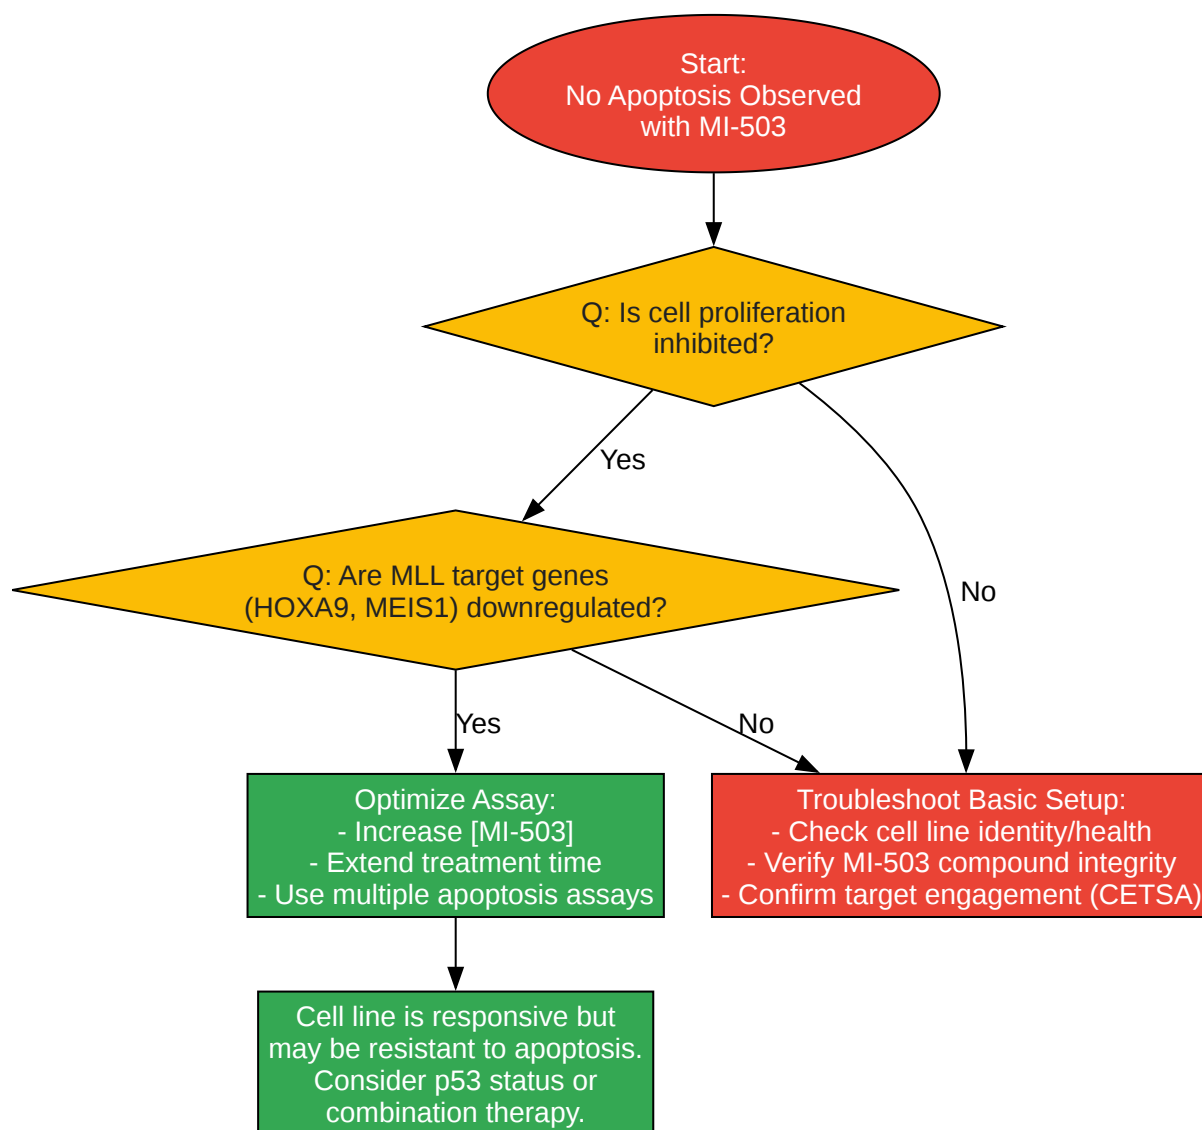 Start:
No Apoptosis Observed
with MI-503
Q: Is cell proliferation
inhibited?
Yes
No
Q: Are MLL target genes
(HOXA9, MEIS1) downregulated?
Yes
No
Optimize Assay:
- Increase [MI-503]
- Extend treatment time
- Use multiple apoptosis assays
Troubleshoot Basic Setup:
- Check cell line identity/health
- Verify MI-503 compound integrity
- Confirm target engagement (CETSA)
Cell line is responsive but
may be resistant to apoptosis.
Consider p53 status or
combination therapy.